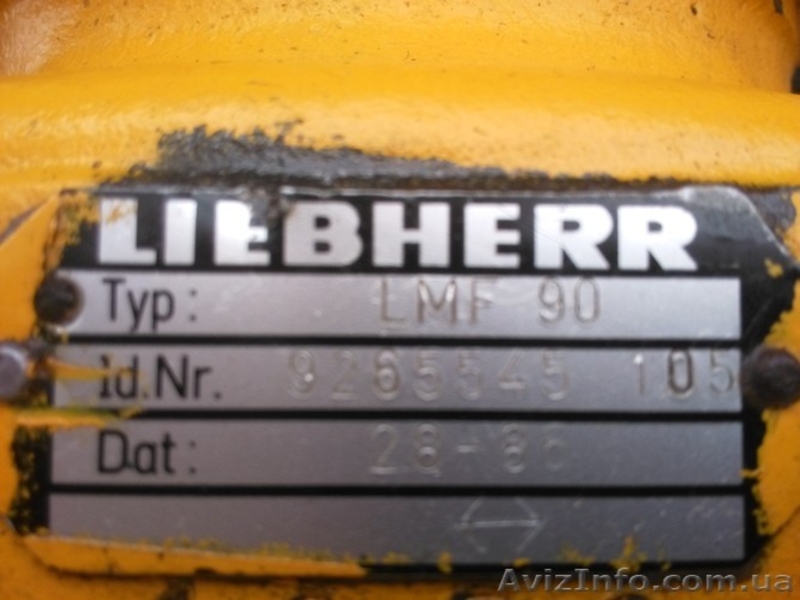 LIEBHERR
Typ: LMF 90
Id.Nr. 9265545 105
Dat: 28-86
AvizInfo.com.ua